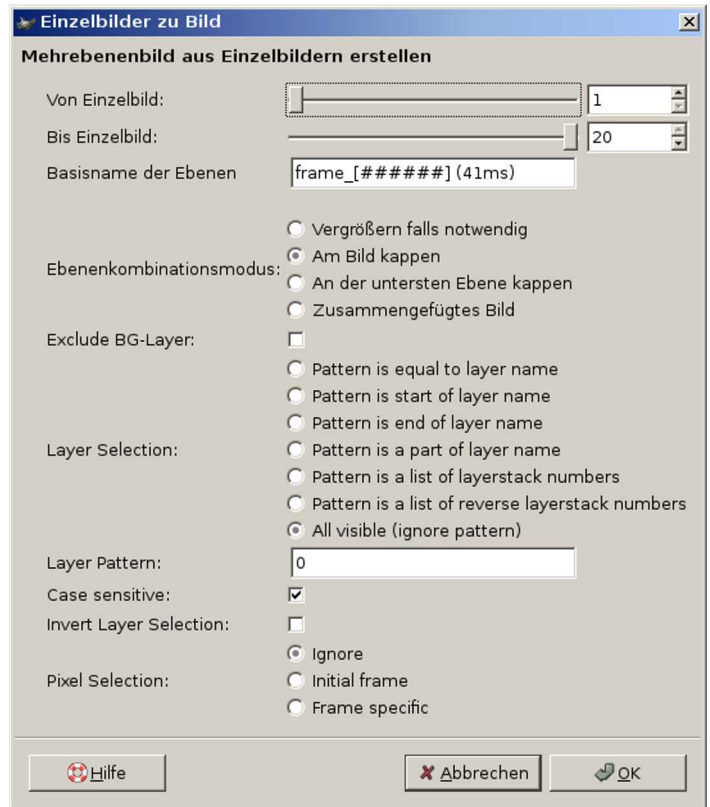 Einzelbilder zu Bild
Mehrebenenbild aus Einzelbildern erstellen
Von Einzelbild: 1
Bis Einzelbild: 20
Basisname der Ebenen frame_[######] (41ms)
Ebenenkombinationsmodus:
Vergrößern falls notwendig
Am Bild kappen
An der untersten Ebene kappen
Zusammengefügtes Bild
Exclude BG-Layer:
Layer Selection:
Pattern is equal to layer name
Pattern is start of layer name
Pattern is end of layer name
Pattern is a part of layer name
Pattern is a list of layerstack numbers
Pattern is a list of reverse layerstack numbers
All visible (ignore pattern)
Layer Pattern: 0
Case sensitive:
Invert Layer Selection:
Pixel Selection:
Ignore
Initial frame
Frame specific
Hilfe Abbrechen OK